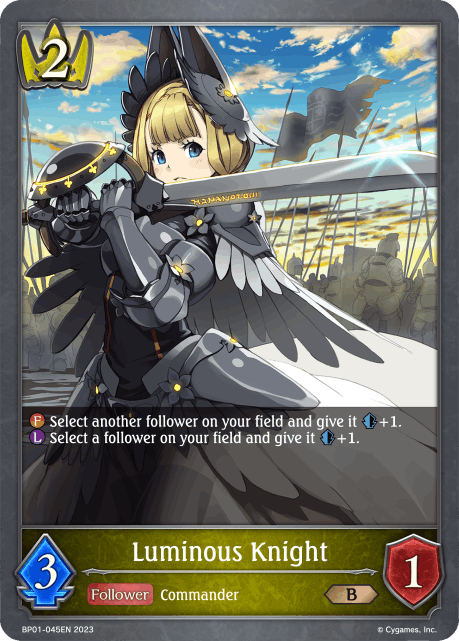 2
HANANOTOJI
F Select another follower on your field and give it +1.
L Select a follower on your field and give it +1.
Luminous Knight
3
1
Follower Commander
B
BP01-045EN 2023
© Cygames, Inc.